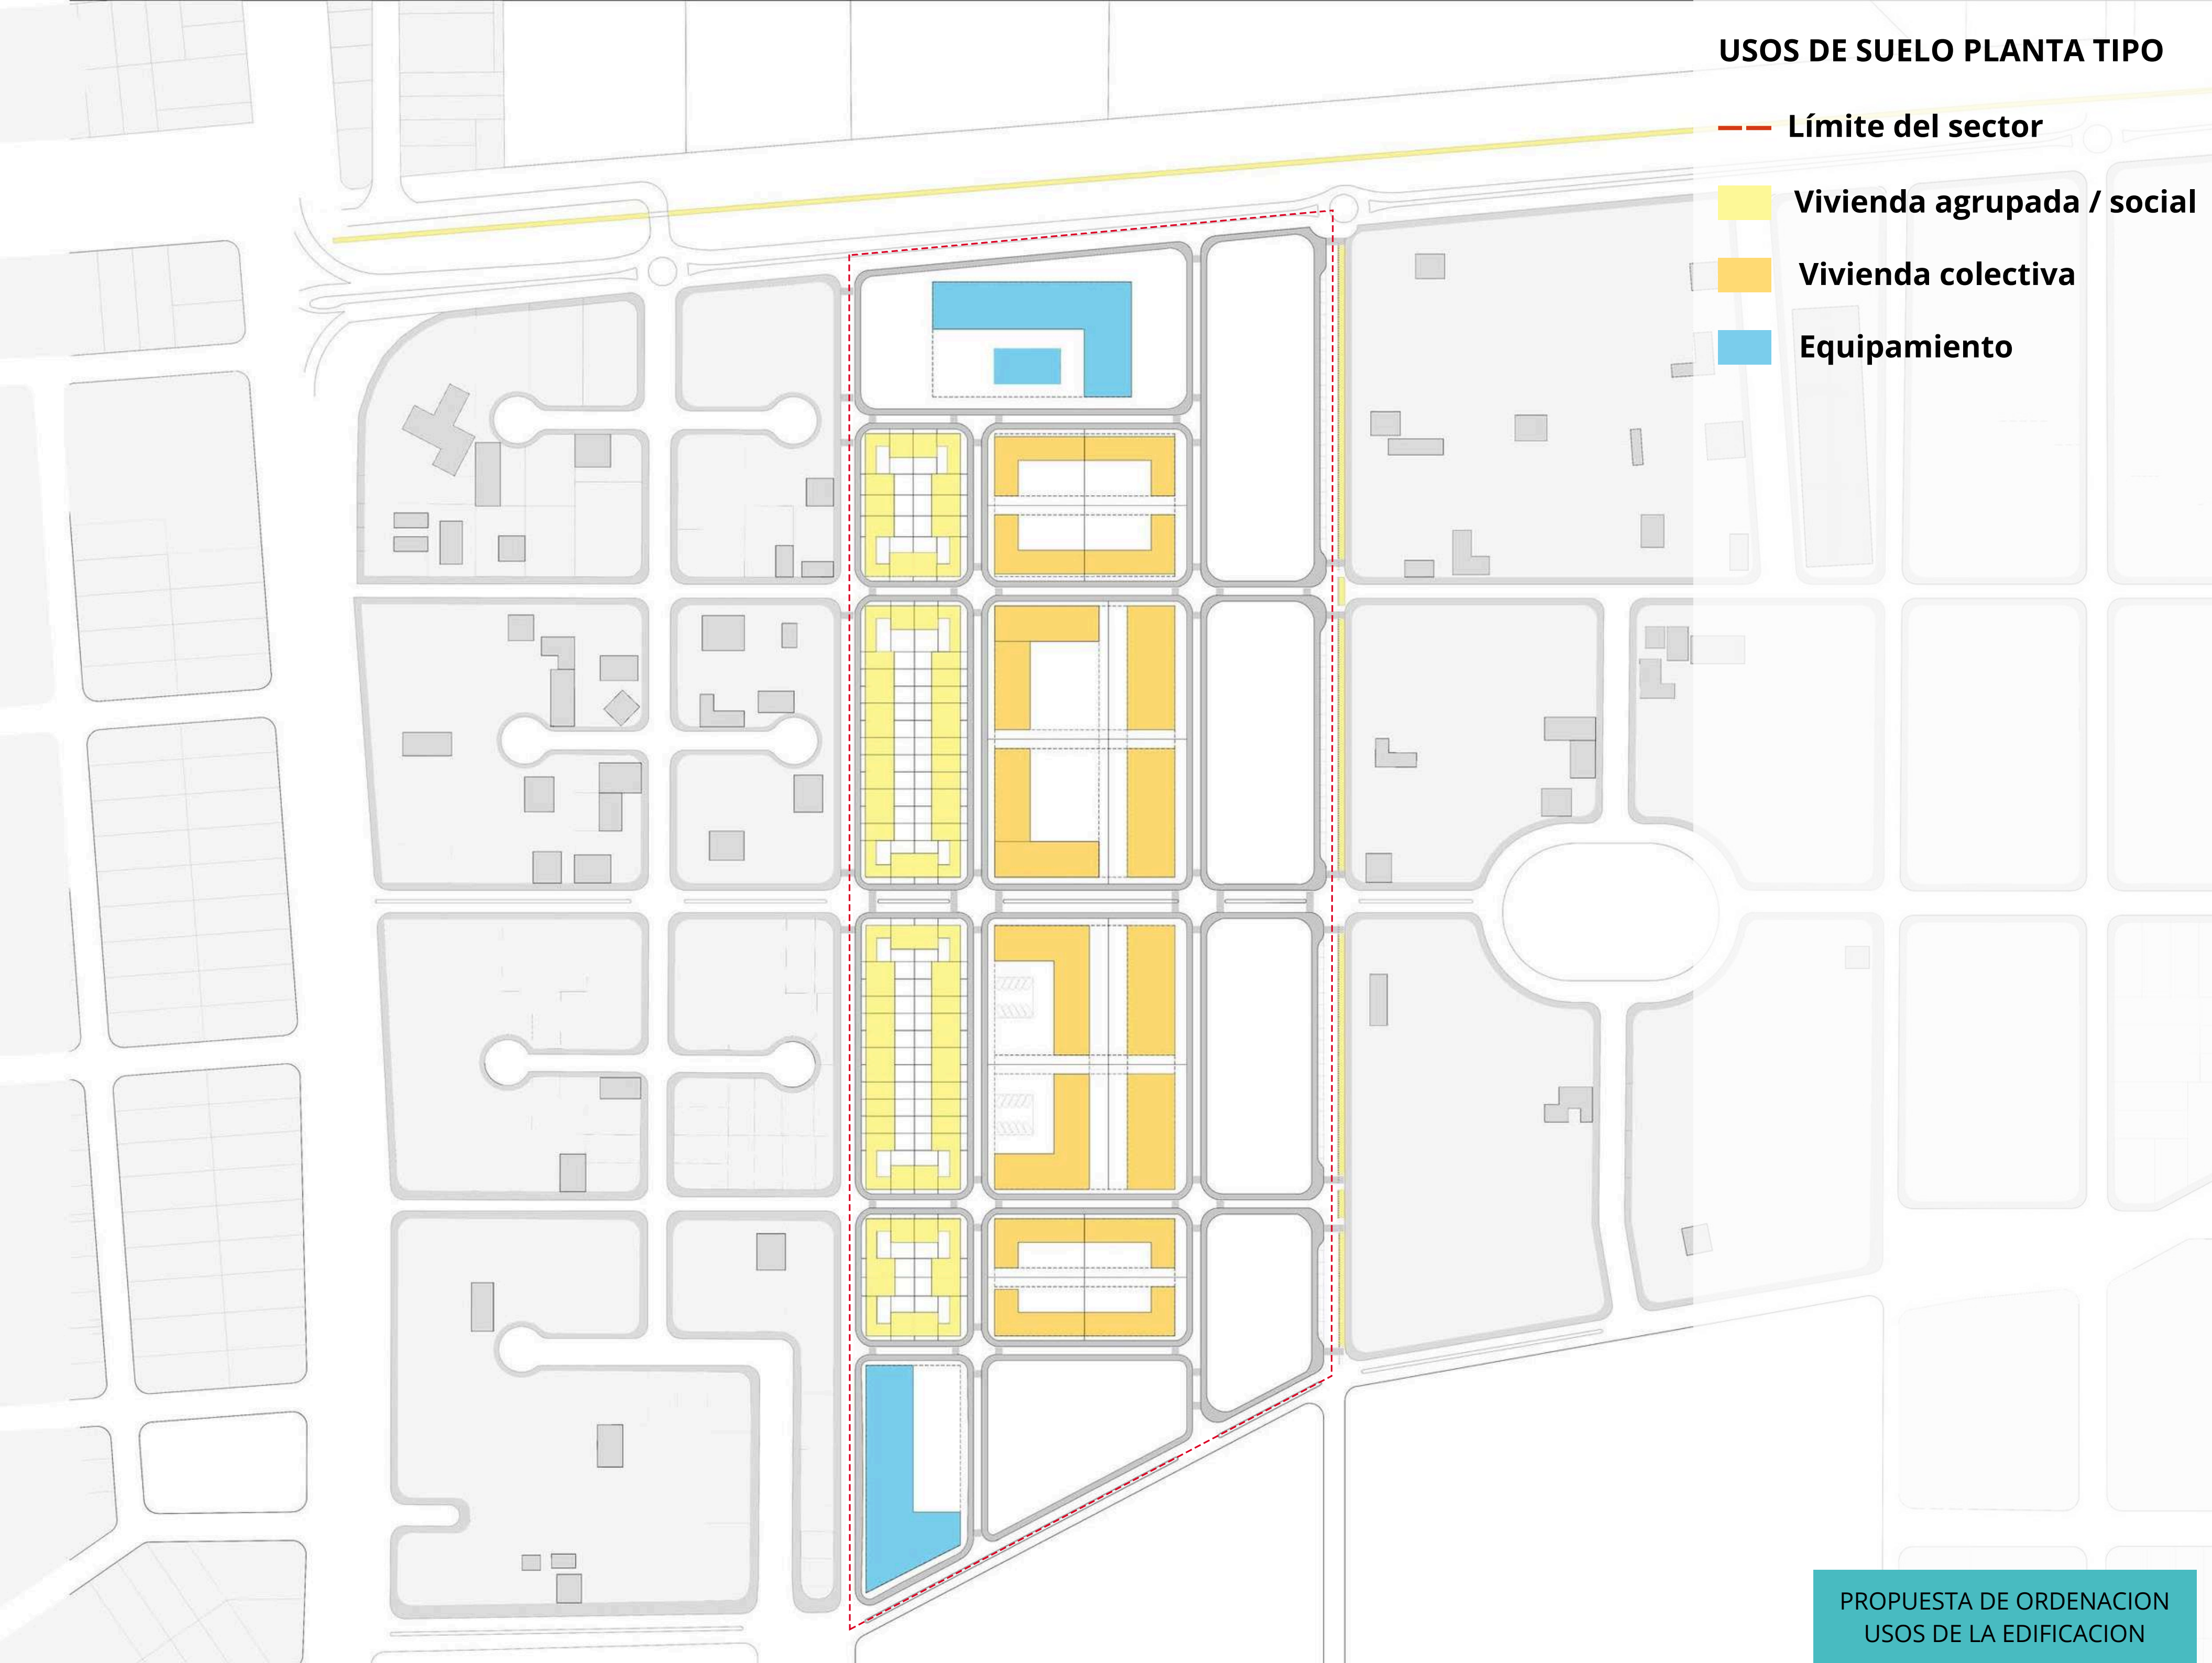 USOS DE SUELO PLANTA TIPO
Límite del sector
Vivienda agrupada / social
Vivienda colectiva
Equipamiento
PROPUESTA DE ORDENACION
USOS DE LA EDIFICACION